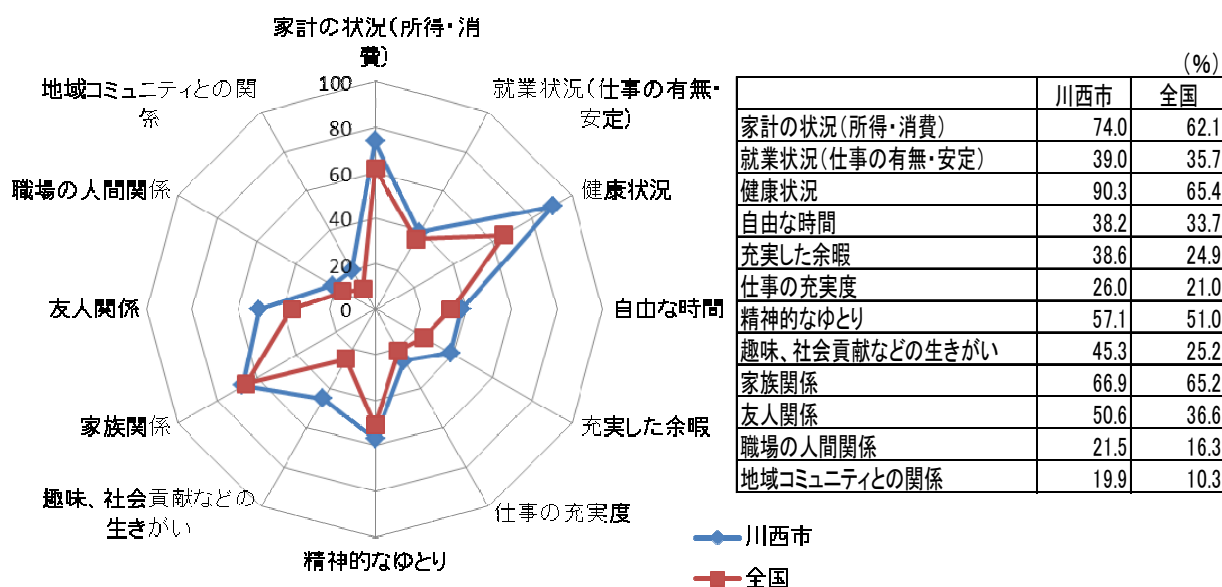 家計の状況(所得・消
費)
就業状況(仕事の有無・
安定)
健康状況
自由な時間
充実した余暇
仕事の充実度
精神的なゆとり
趣味、社会貢献などの
生きがい
家族関係
友人関係
職場の人間関係
地域コミュニティとの関
係
100
80
60
40
20
0
川西市
全国
(%)
川西市 全国
家計の状況(所得・消費) 74.0 62.1
就業状況(仕事の有無・安定) 39.0 35.7
健康状況 90.3 65.4
自由な時間 38.2 33.7
充実した余暇 38.6 24.9
仕事の充実度 26.0 21.0
精神的なゆとり 57.1 51.0
趣味、社会貢献などの生きがい 45.3 25.2
家族関係 66.9 65.2
友人関係 50.6 36.6
職場の人間関係 21.5 16.3
地域コミュニティとの関係 19.9 10.3